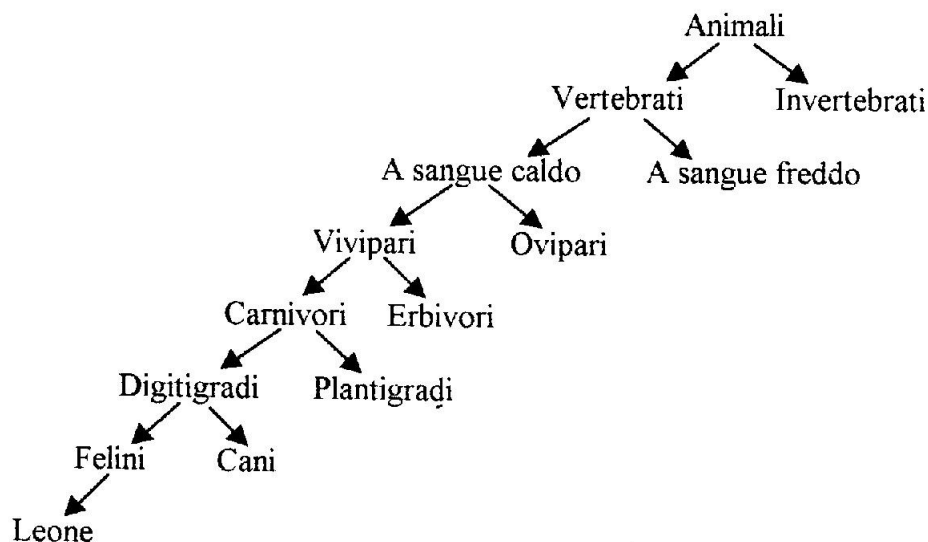 Animali
Vertebrati Invertebrati
A sangue caldo A sangue freddo
Vivipari Ovipari
Carnivori Erbivori
Digitigradi Plantigradi
Felini Cani
Leone